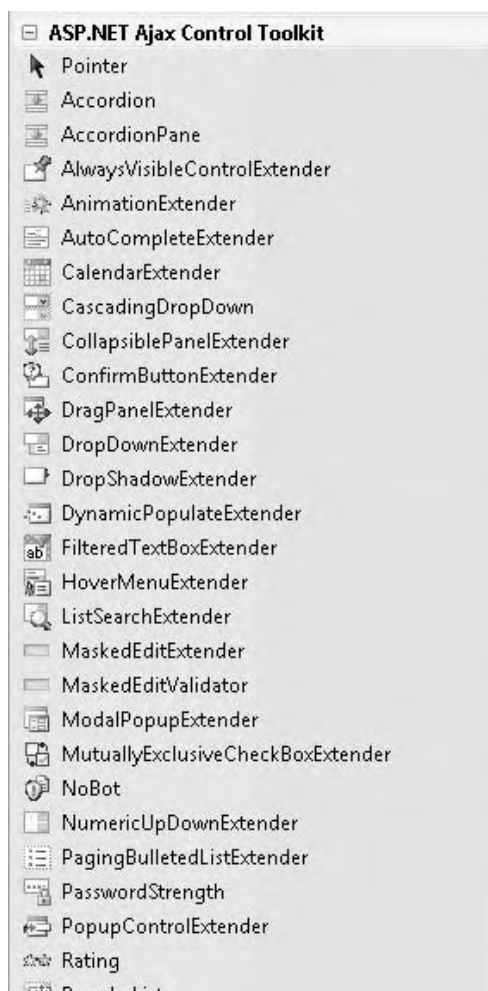 ASP.NET Ajax Control Toolkit
Pointer
Accordion
AccordionPane
AlwaysVisibleControlExtender
AnimationExtender
AutoCompleteExtender
CalendarExtender
CascadingDropDown
CollapsiblePanelExtender
ConfirmButtonExtender
DragPanelExtender
DropDownExtender
DropShadowExtender
DynamicPopulateExtender
FilteredTextBoxExtender
HoverMenuExtender
ListSearchExtender
MaskedEditExtender
MaskedEditValidator
ModalPopupExtender
MutuallyExclusiveCheckBoxExtender
NoBot
NumericUpDownExtender
PagingBulletedListExtender
PasswordStrength
PopupControlExtender
Rating